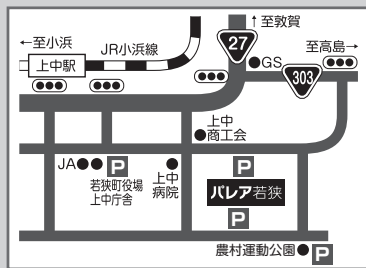 ↑至敦賀
←至小浜
JR小浜線
27
至高島→
上中駅
GS
303
上中
商工会
JA
P
若狭町役場
上中庁舎
上中
病院
P
パレア若狭
P
農村運動公園
P